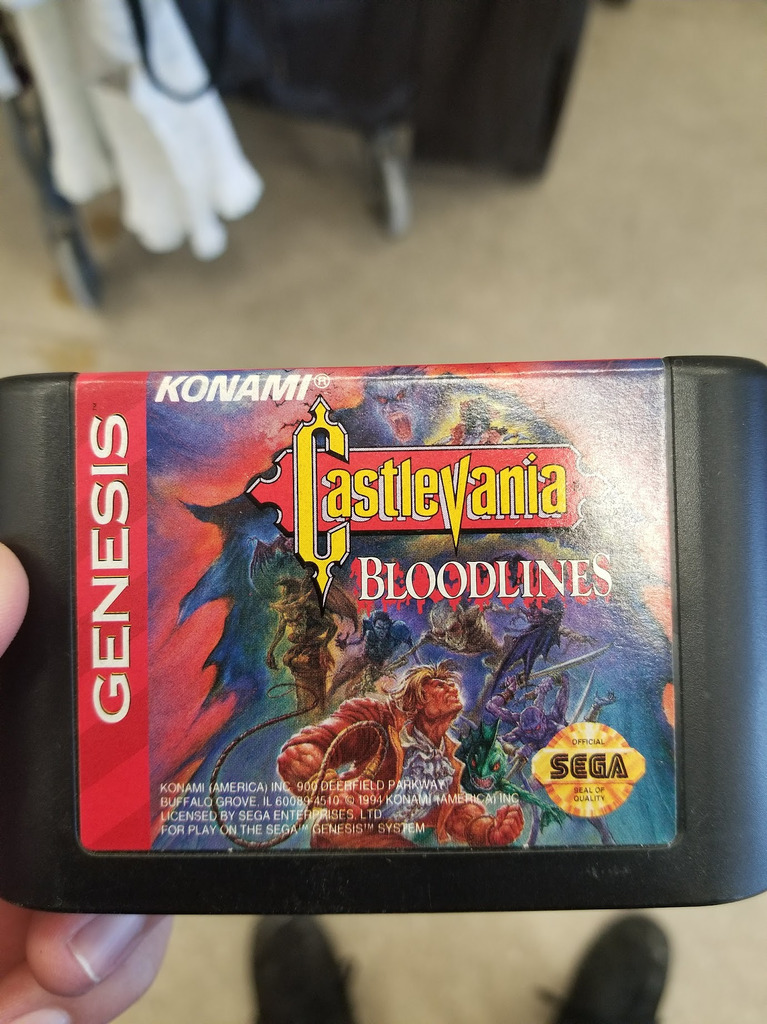 KONAMI®
GENESIS™
Castlevania
BLOODLINES
OFFICIAL
SEGA
SEAL OF
QUALITY
KONAMI (AMERICA) INC. 900 DEERFIELD PARKWAY
BUFFALO GROVE, IL 60089-4510 © 1994 KONAMI (AMERICA) INC.
LICENSED BY SEGA ENTERPRISES, LTD.
FOR PLAY ON THE SEGA™ GENESIS™ SYSTEM